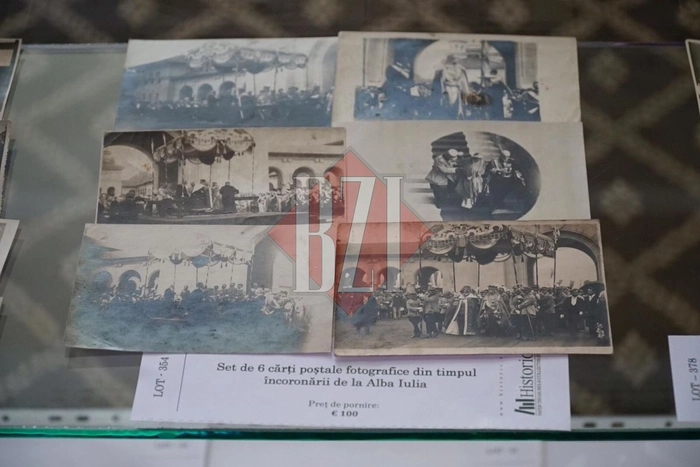 BZI
LOT - 354
Set de 6 cărți poștale fotografice din timpul
încoronării de la Alba Iulia
Preț de pornire:
€ 100
Historic
LOT - 378